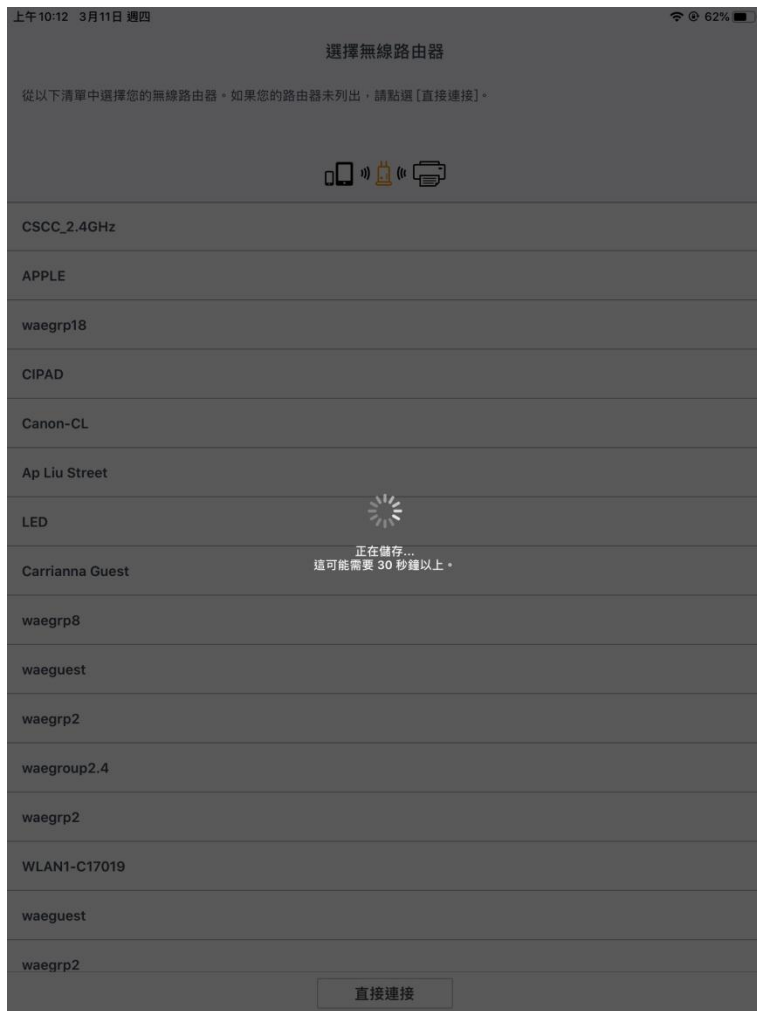 上午10:12 3月11日 週四 62%
選擇無線路由器
從以下清單中選擇您的無線路由器。如果您的路由器未列出，請點選[直接連接]。
CSCC_2.4GHz
APPLE
waegrp18
CIPAD
Canon-CL
Ap Liu Street
LED
正在儲存...
這可能需要 30 秒鐘以上。
Carrianna Guest
waegrp8
waeguest
waegrp2
waegroup2.4
waegrp2
WLAN1-C17019
waeguest
waegrp2
直接連接